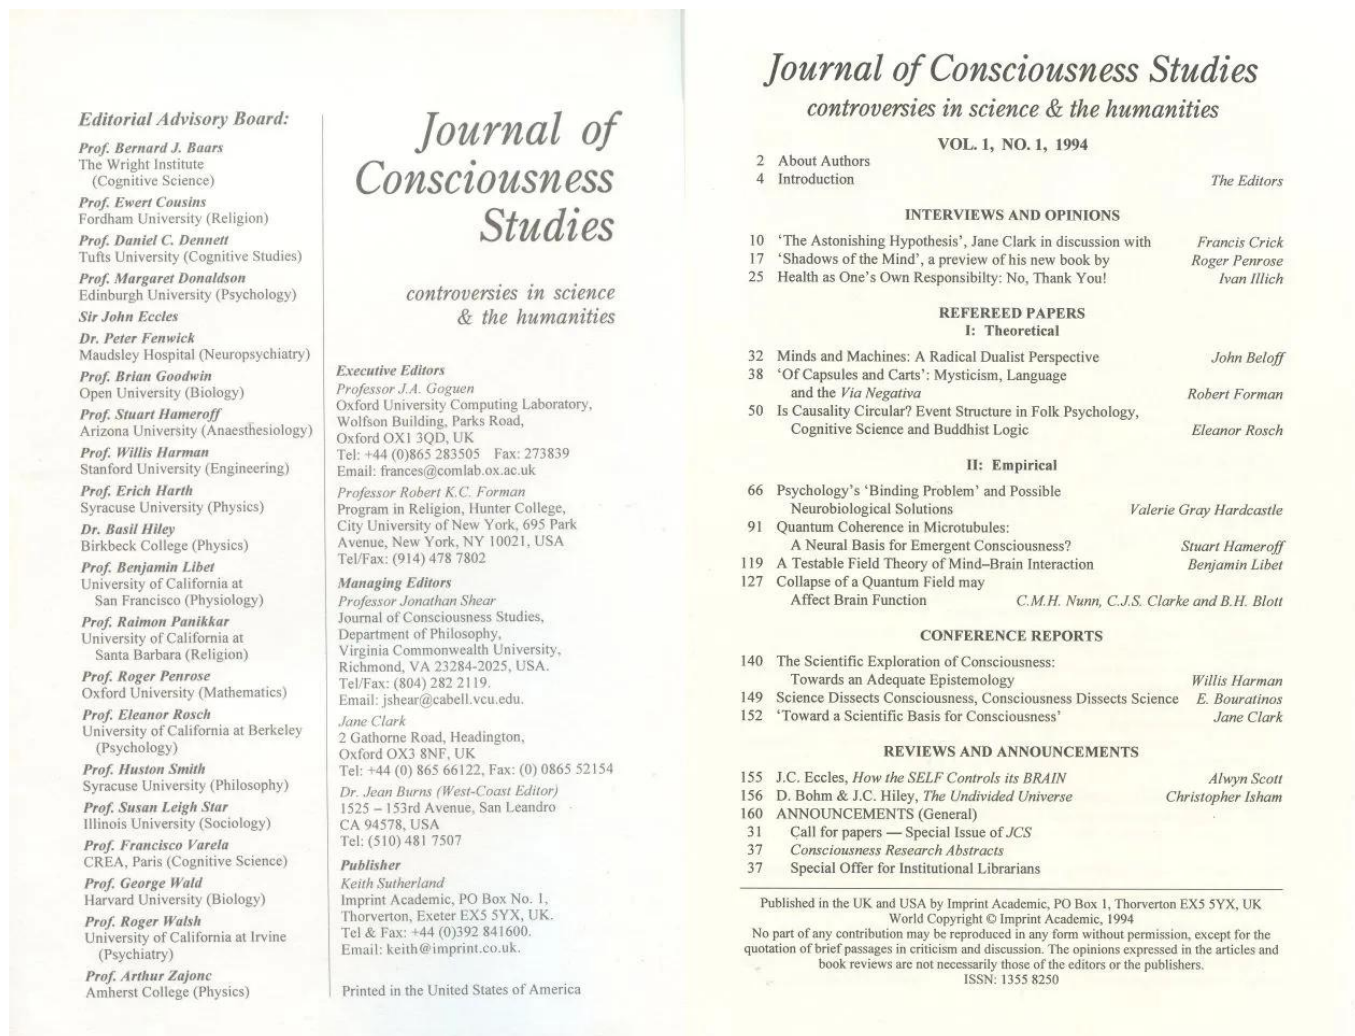 Editorial Advisory Board:
Prof. Bernard J. Baars
The Wright Institute
(Cognitive Science)
Prof. Ewert Cousins
Fordham University (Religion)
Prof. Daniel C. Dennett
Tufts University (Cognitive Studies)
Prof. Margaret Donaldson
Edinburgh University (Psychology)
Sir John Eccles
Dr. Peter Fenwick
Maudsley Hospital (Neuropsychiatry)
Prof. Brian Goodwin
Open University (Biology)
Prof. Stuart Hameroff
Arizona University (Anaesthesiology)
Prof. Willis Harman
Stanford University (Engineering)
Prof. Erich Harth
Syracuse University (Physics)
Dr. Basil Hiley
Birkbeck College (Physics)
Prof. Benjamin Libet
University of California at
San Francisco (Physiology)
Prof. Raimon Panikkar
University of California at
Santa Barbara (Religion)
Prof. Roger Penrose
Oxford University (Mathematics)
Prof. Eleanor Rosch
University of California at Berkeley
(Psychology)
Prof. Huston Smith
Syracuse University (Philosophy)
Prof. Susan Leigh Star
Illinois University (Sociology)
Prof. Francisco Varela
CREA, Paris (Cognitive Science)
Prof. George Wald
Harvard University (Biology)
Prof. Roger Walsh
University of California at Irvine
(Psychiatry)
Prof. Arthur Zajonc
Amherst College (Physics)
Journal of
Consciousness
Studies
controversies in science
& the humanities
Executive Editors
Professor J.A. Goguen
Oxford University Computing Laboratory,
Wolfson Building, Parks Road,
Oxford OX1 3QD, UK
Tel: +44 (0)865 283505 Fax: 273839
Email: frances@comlab.ox.ac.uk
Professor Robert K.C. Forman
Program in Religion, Hunter College,
City University of New York, 695 Park
Avenue, New York, NY 10021, USA
Tel/Fax: (914) 478 7802
Managing Editors
Professor Jonathan Shear
Journal of Consciousness Studies,
Department of Philosophy,
Virginia Commonwealth University,
Richmond, VA 23284-2025, USA.
Tel/Fax: (804) 282 2119.
Email: jshear@cabell.vcu.edu.
Jane Clark
2 Gathorne Road, Headington,
Oxford OX3 8NF, UK
Tel: +44 (0) 865 66122, Fax: (0) 0865 52154
Dr. Jean Burns (West-Coast Editor)
1525 – 153rd Avenue, San Leandro
CA 94578, USA
Tel: (510) 481 7507
Publisher
Keith Sutherland
Imprint Academic, PO Box No. 1,
Thorverton, Exeter EX5 5YX, UK.
Tel & Fax: +44 (0)392 841600.
Email: keith@imprint.co.uk.
Printed in the United States of America
Journal of Consciousness Studies
controversies in science & the humanities
VOL. 1, NO. 1, 1994
2 About Authors
4 Introduction The Editors
INTERVIEWS AND OPINIONS
10 ‘The Astonishing Hypothesis’, Jane Clark in discussion with Francis Crick
17 ‘Shadows of the Mind’, a preview of his new book by Roger Penrose
25 Health as One's Own Responsibilty: No, Thank You! Ivan Illich
REFEREED PAPERS
I: Theoretical
32 Minds and Machines: A Radical Dualist Perspective John Beloff
38 ‘Of Capsules and Carts’: Mysticism, Language
and the Via Negativa Robert Forman
50 Is Causality Circular? Event Structure in Folk Psychology,
Cognitive Science and Buddhist Logic Eleanor Rosch
II: Empirical
66 Psychology's ‘Binding Problem’ and Possible
Neurobiological Solutions Valerie Gray Hardcastle
91 Quantum Coherence in Microtubules:
A Neural Basis for Emergent Consciousness? Stuart Hameroff
119 A Testable Field Theory of Mind–Brain Interaction Benjamin Libet
127 Collapse of a Quantum Field may
Affect Brain Function C.M.H. Nunn, C.J.S. Clarke and B.H. Blott
CONFERENCE REPORTS
140 The Scientific Exploration of Consciousness:
Towards an Adequate Epistemology Willis Harman
149 Science Dissects Consciousness, Consciousness Dissects Science E. Bouratinos
152 ‘Toward a Scientific Basis for Consciousness’ Jane Clark
REVIEWS AND ANNOUNCEMENTS
155 J.C. Eccles, How the SELF Controls its BRAIN Alwyn Scott
156 D. Bohm & J.C. Hiley, The Undivided Universe Christopher Isham
160 ANNOUNCEMENTS (General)
31 Call for papers — Special Issue of JCS
37 Consciousness Research Abstracts
37 Special Offer for Institutional Librarians
Published in the UK and USA by Imprint Academic, PO Box 1, Thorverton EX5 5YX, UK
World Copyright © Imprint Academic, 1994
No part of any contribution may be reproduced in any form without permission, except for the
quotation of brief passages in criticism and discussion. The opinions expressed in the articles and
book reviews are not necessarily those of the editors or the publishers.
ISSN: 1355 8250